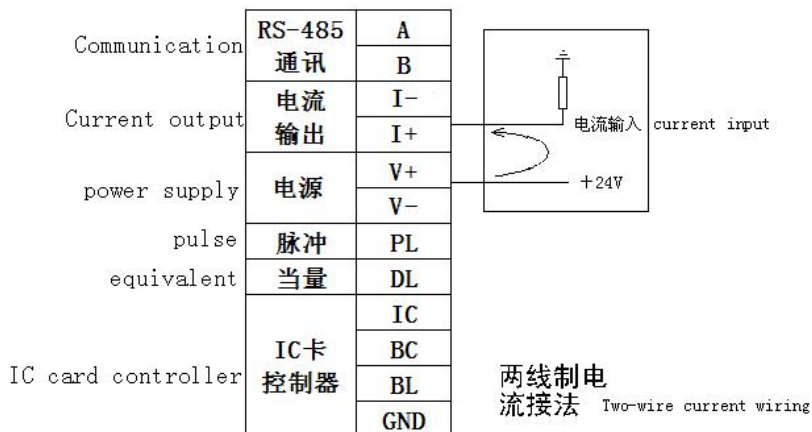 Communication
RS-485
通讯
A
B
Current output
电流
输出
I-
I+
power supply
电源
V+
V-
pulse
脉冲
PL
equivalent
当量
DL
IC card controller
IC卡
控制器
IC
BC
BL
GND
电流输入 current input
+24V
两线制电
流接法 Two-wire current wiring